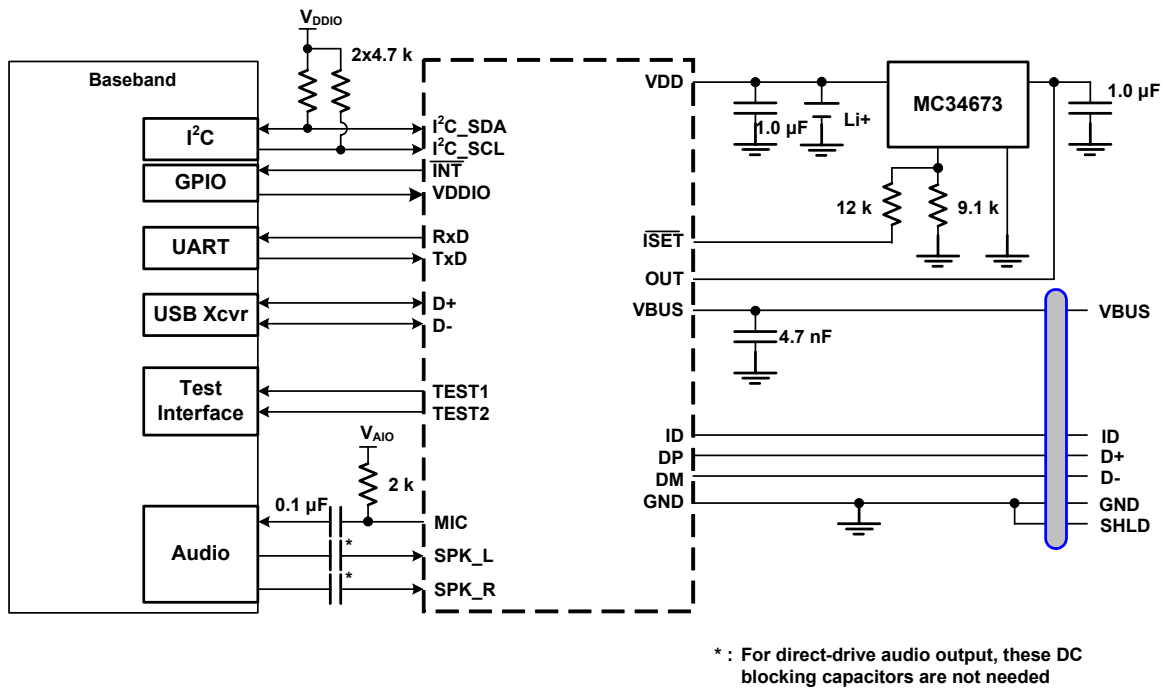 V_DDIO
2x4.7 k
Baseband
I²C
GPIO
UART
USB Xcvr
Test
Interface
Audio
V_AIO
2 k
0.1 µF
*
*
I²C_SDA
I²C_SCL
INT
VDDIO
RxD
TxD
D+
D-
TEST1
TEST2
MIC
SPK_L
SPK_R
VDD
ISET
OUT
VBUS
ID
DP
DM
GND
1.0 µF
Li+
MC34673
1.0 µF
12 k
9.1 k
4.7 nF
VBUS
ID
D+
D-
GND
SHLD
* : For direct-drive audio output, these DC
blocking capacitors are not needed